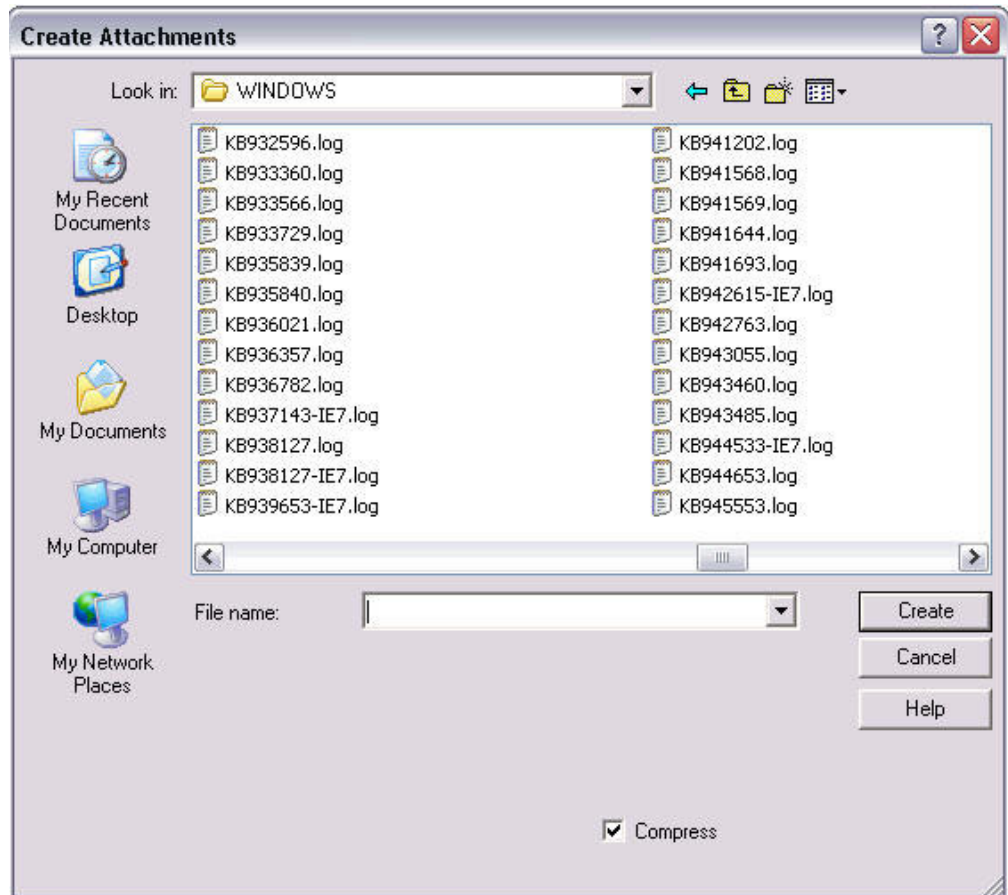 Create Attachments
Look in: WINDOWS
My Recent
Documents
Desktop
My Documents
My Computer
My Network
Places
KB932596.log
KB933360.log
KB933566.log
KB933729.log
KB935839.log
KB935840.log
KB936021.log
KB936357.log
KB936782.log
KB937143-IE7.log
KB938127.log
KB938127-IE7.log
KB939653-IE7.log
KB941202.log
KB941568.log
KB941569.log
KB941644.log
KB941693.log
KB942615-IE7.log
KB942763.log
KB943055.log
KB943460.log
KB943485.log
KB944533-IE7.log
KB944653.log
KB945553.log
File name:
Create
Cancel
Help
Compress